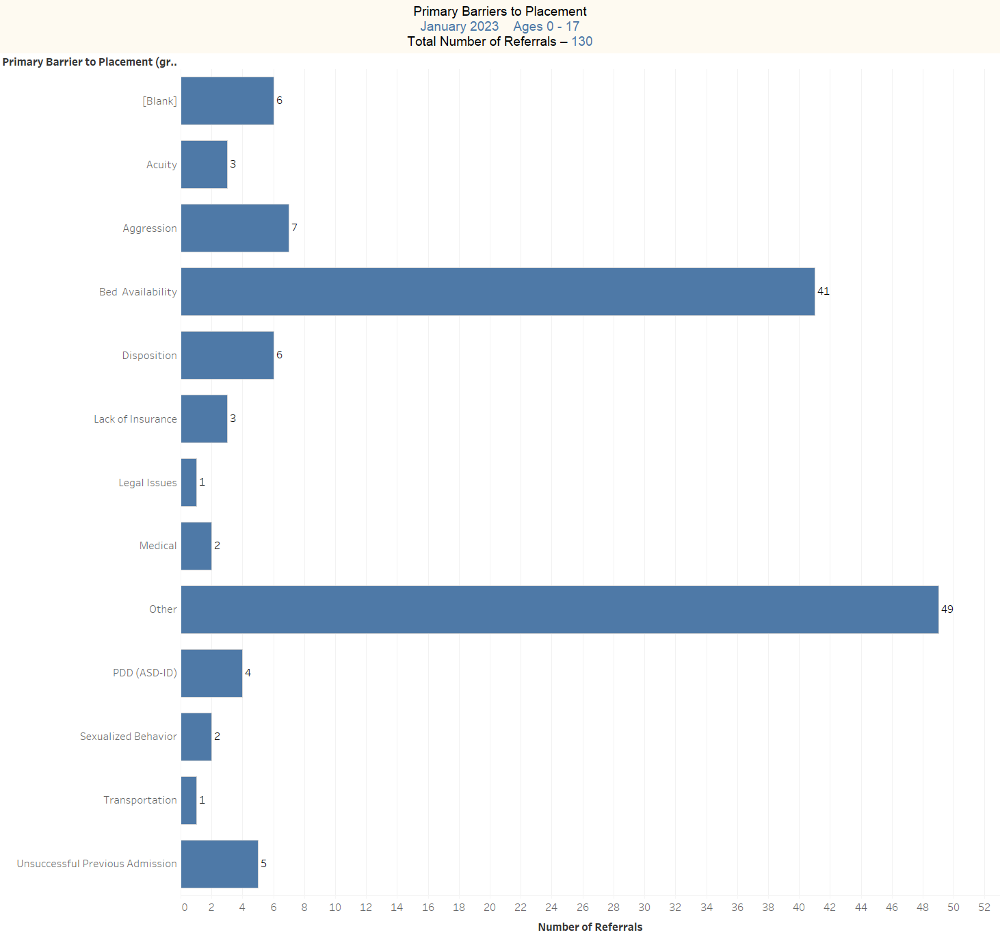 Primary Barriers to Placement
January 2023 Ages 0 - 17
Total Number of Referrals – 130
Primary Barrier to Placement (gr..
[Blank] 6
Acuity 3
Aggression 7
Bed Availability 41
Disposition 6
Lack of Insurance 3
Legal Issues 1
Medical 2
Other 49
PDD (ASD-ID) 4
Sexualized Behavior 2
Transportation 1
Unsuccessful Previous Admission 5
0 2 4 6 8 10 12 14 16 18 20 22 24 26 28 30 32 34 36 38 40 42 44 46 48 50 52
Number of Referrals